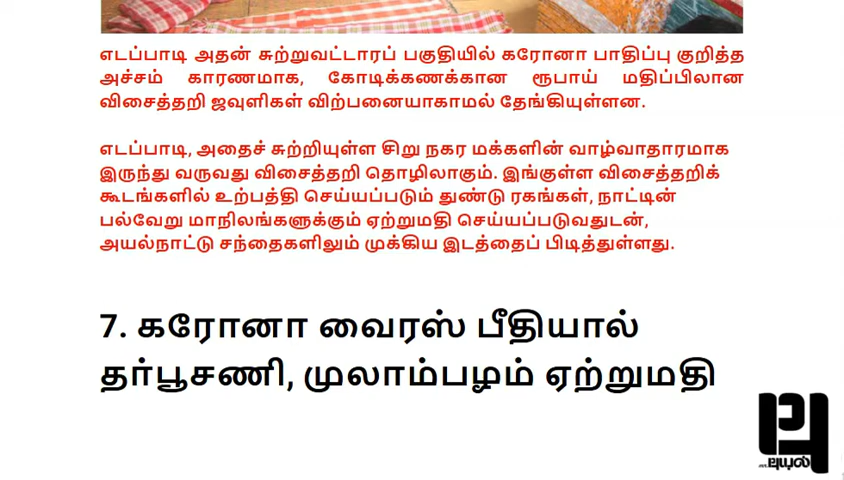 எடப்பாடி அதன் சுற்றுவட்டாரப் பகுதியில் கரோனா பாதிப்பு குறித்த
அச்சம் காரணமாக, கோடிக்கணக்கான ரூபாய் மதிப்பிலான
விசைத்தறி ஜவுளிகள் விற்பனையாகாமல் தேங்கியுள்ளன.
எடப்பாடி, அதைச் சுற்றியுள்ள சிறு நகர மக்களின் வாழ்வாதாரமாக
இருந்து வருவது விசைத்தறி தொழிலாகும். இங்குள்ள விசைத்தறிக்
கூடங்களில் உற்பத்தி செய்யப்படும் துண்டு ரகங்கள், நாட்டின்
பல்வேறு மாநிலங்களுக்கும் ஏற்றுமதி செய்யப்படுவதுடன்,
அயல்நாட்டு சந்தைகளிலும் முக்கிய இடத்தைப் பிடித்துள்ளது.
7. கரோனா வைரஸ் பீதியால்
தர்பூசணி, முலாம்பழம் ஏற்றுமதி
புயல்